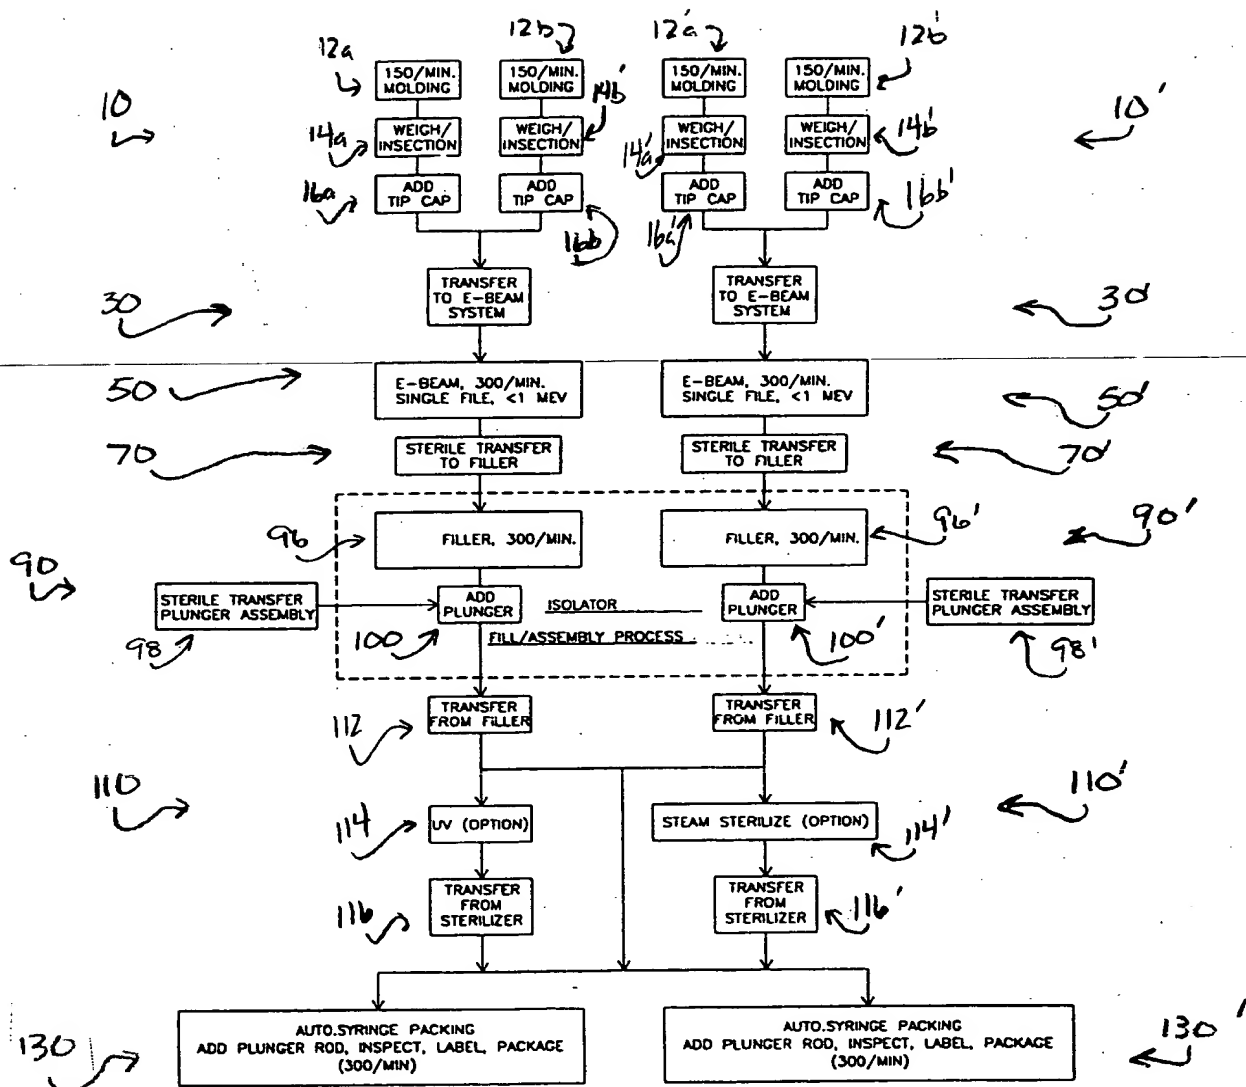 12a
12b
12'a
12b'
150/MIN. MOLDING
150/MIN. MOLDING
150/MIN. MOLDING
150/MIN. MOLDING
10
10'
14a
14b'
14'a
14b'
WEIGH/ INSECTION
WEIGH/ INSECTION
WEIGH/ INSECTION
WEIGH/ INSECTION
16a
ADD TIP CAP
ADD TIP CAP
ADD TIP CAP
ADD TIP CAP
16b'
16b
16a'
30
TRANSFER TO E-BEAM SYSTEM
TRANSFER TO E-BEAM SYSTEM
30'
50
E-BEAM, 300/MIN.
SINGLE FILE, <1 MEV
E-BEAM, 300/MIN.
SINGLE FILE, <1 MEV
50'
70
STERILE TRANSFER TO FILLER
STERILE TRANSFER TO FILLER
70'
96
FILLER, 300/MIN.
FILLER, 300/MIN.
96'
90'
90
STERILE TRANSFER PLUNGER ASSEMBLY
ADD PLUNGER
ISOLATOR
ADD PLUNGER
STERILE TRANSFER PLUNGER ASSEMBLY
98
100
FILL/ASSEMBLY PROCESS
100'
98'
112
TRANSFER FROM FILLER
TRANSFER FROM FILLER
112'
110
110'
114
UV (OPTION)
STEAM STERILIZE (OPTION)
114'
116
TRANSFER FROM STERILIZER
TRANSFER FROM STERILIZER
116'
130
AUTO.SYRINGE PACKING
ADD PLUNGER ROD, INSPECT, LABEL, PACKAGE
(300/MIN)
AUTO.SYRINGE PACKING
ADD PLUNGER ROD, INSPECT, LABEL, PACKAGE
(300/MIN)
130'